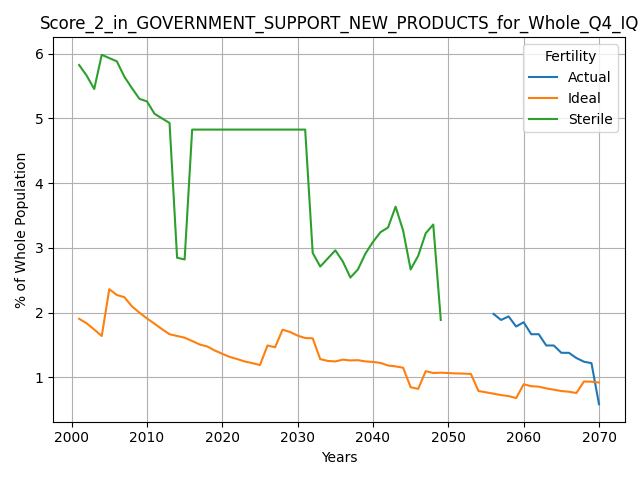 Score_2_in_GOVERNMENT_SUPPORT_NEW_PRODUCTS_for_Whole_Q4_IQ
Fertility
Actual
Ideal
Sterile
% of Whole Population
6
5
4
3
2
1
2000 2010 2020 2030 2040 2050 2060 2070
Years